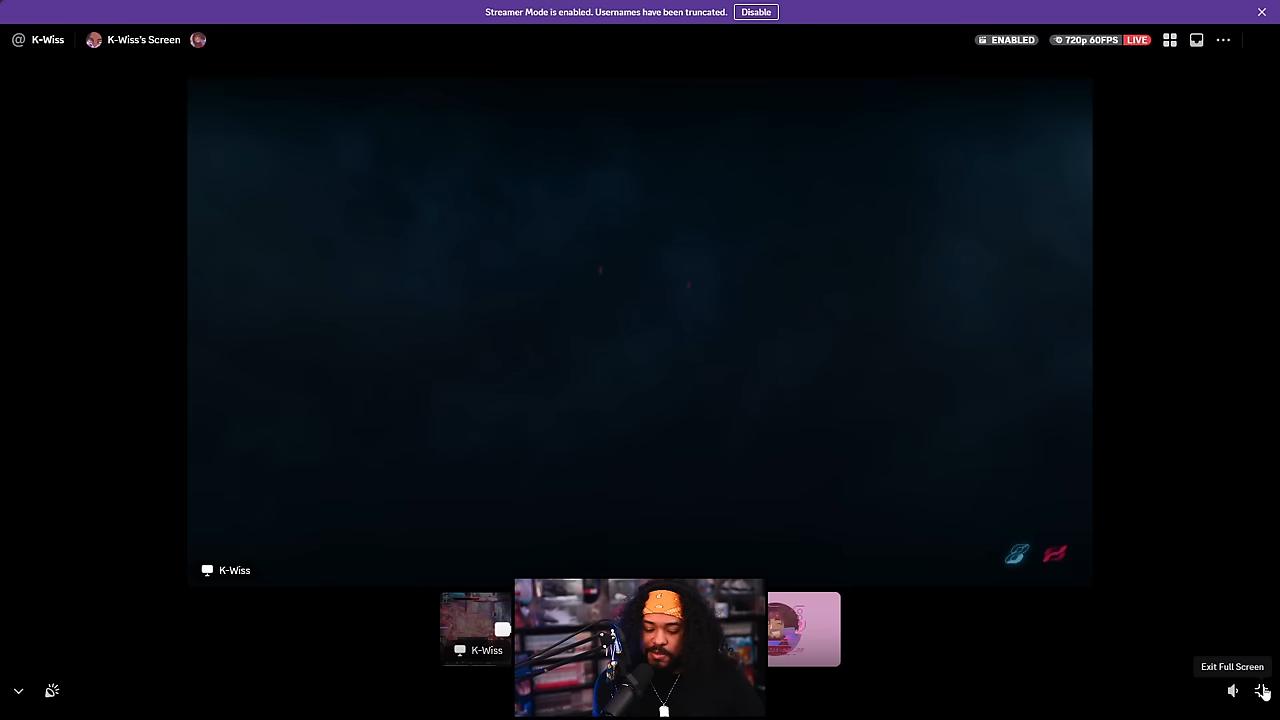 Streamer Mode is enabled. Usernames have been truncated. Disable
K-Wiss K-Wiss's Screen ENABLED 720p 60FPS LIVE
K-Wiss
K-Wiss
Exit Full Screen